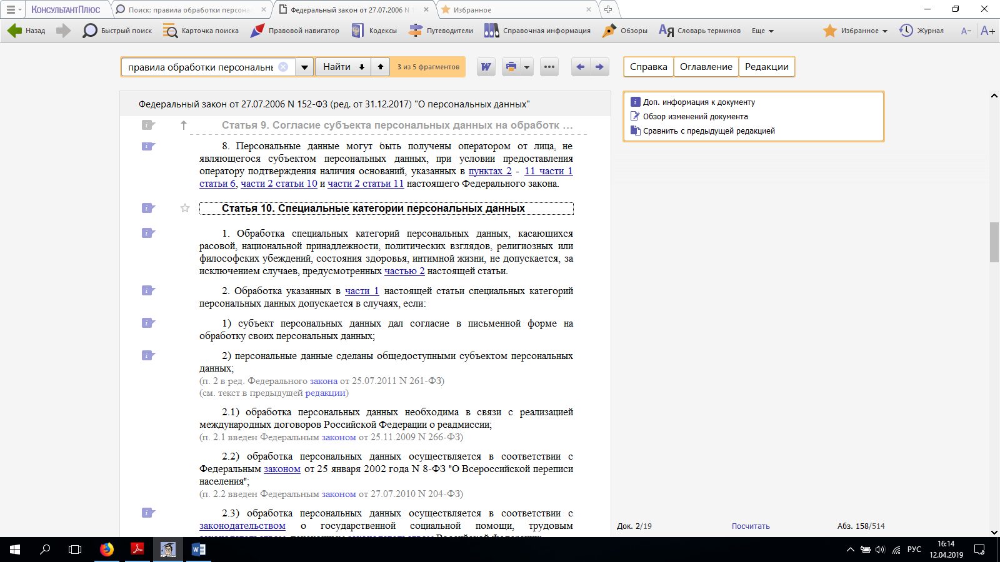 КонсультантПлюс
Поиск: правила обработки персона
Федеральный закон от 27.07.2006 N 1
Избранное
Назад
Быстрый поиск
Карточка поиска
Правовой навигатор
Кодексы
Путеводители
Справочная информация
Обзоры
Словарь терминов
Еще
Избранное
Журнал
А−
А+
правила обработки персональнь
Найти
3 из 5 фрагментов
Справка
Оглавление
Редакции
Федеральный закон от 27.07.2006 N 152-ФЗ (ред. от 31.12.2017) "О персональных данных"
Доп. информация к документу
Обзор изменений документа
Сравнить с предыдущей редакцией
Статья 9. Согласие субъекта персональных данных на обработк ...
8. Персональные данные могут быть получены оператором от лица, не
являющегося субъектом персональных данных, при условии предоставления
оператору подтверждения наличия оснований, указанных в пунктах 2 - 11 части 1
статьи 6, части 2 статьи 10 и части 2 статьи 11 настоящего Федерального закона.
Статья 10. Специальные категории персональных данных
1. Обработка специальных категорий персональных данных, касающихся
расовой, национальной принадлежности, политических взглядов, религиозных или
философских убеждений, состояния здоровья, интимной жизни, не допускается, за
исключением случаев, предусмотренных частью 2 настоящей статьи.
2. Обработка указанных в части 1 настоящей статьи специальных категорий
персональных данных допускается в случаях, если:
1) субъект персональных данных дал согласие в письменной форме на
обработку своих персональных данных;
2) персональные данные сделаны общедоступными субъектом персональных
данных;
(п. 2 в ред. Федерального закона от 25.07.2011 N 261-ФЗ)
(см. текст в предыдущей редакции)
2.1) обработка персональных данных необходима в связи с реализацией
международных договоров Российской Федерации о реадмиссии;
(п. 2.1 введен Федеральным законом от 25.11.2009 N 266-ФЗ)
2.2) обработка персональных данных осуществляется в соответствии с
Федеральным законом от 25 января 2002 года N 8-ФЗ "О Всероссийской переписи
населения";
(п. 2.2 введен Федеральным законом от 27.07.2010 N 204-ФЗ)
2.3) обработка персональных данных осуществляется в соответствии с
законодательством о государственной социальной помощи, трудовым
Док. 2/19
Посчитать
Абз. 158/514
РУС
16:14
12.04.2019